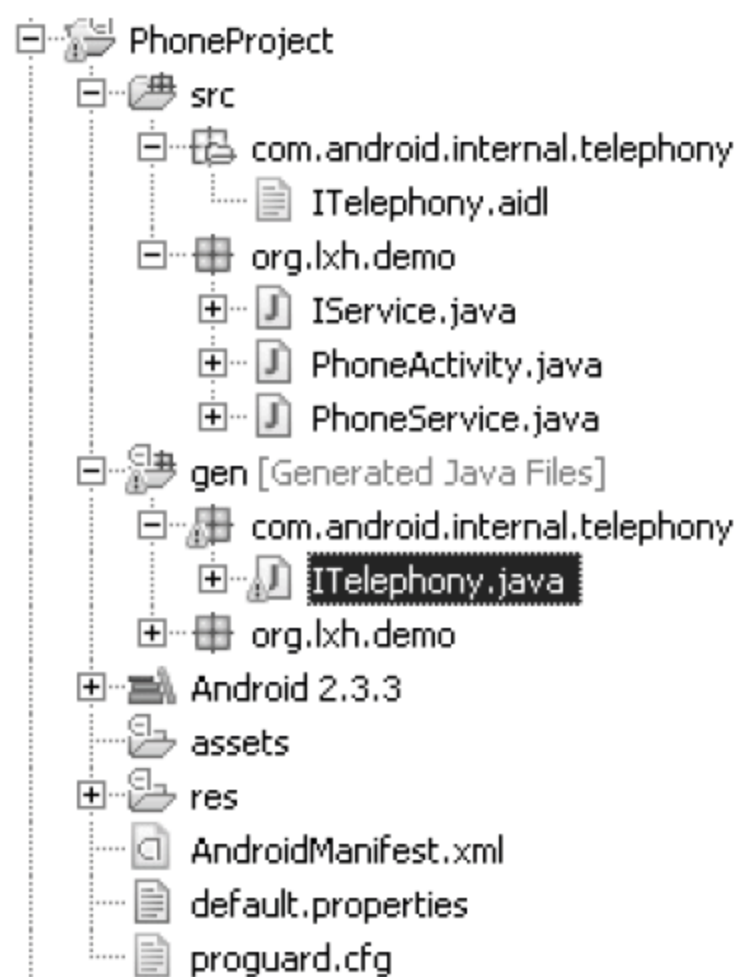 PhoneProject
src
com.android.internal.telephony
ITelephony.aidl
org.lxh.demo
IService.java
PhoneActivity.java
PhoneService.java
gen [Generated Java Files]
com.android.internal.telephony
ITelephony.java
org.lxh.demo
Android 2.3.3
assets
res
AndroidManifest.xml
default.properties
proguard.cfg